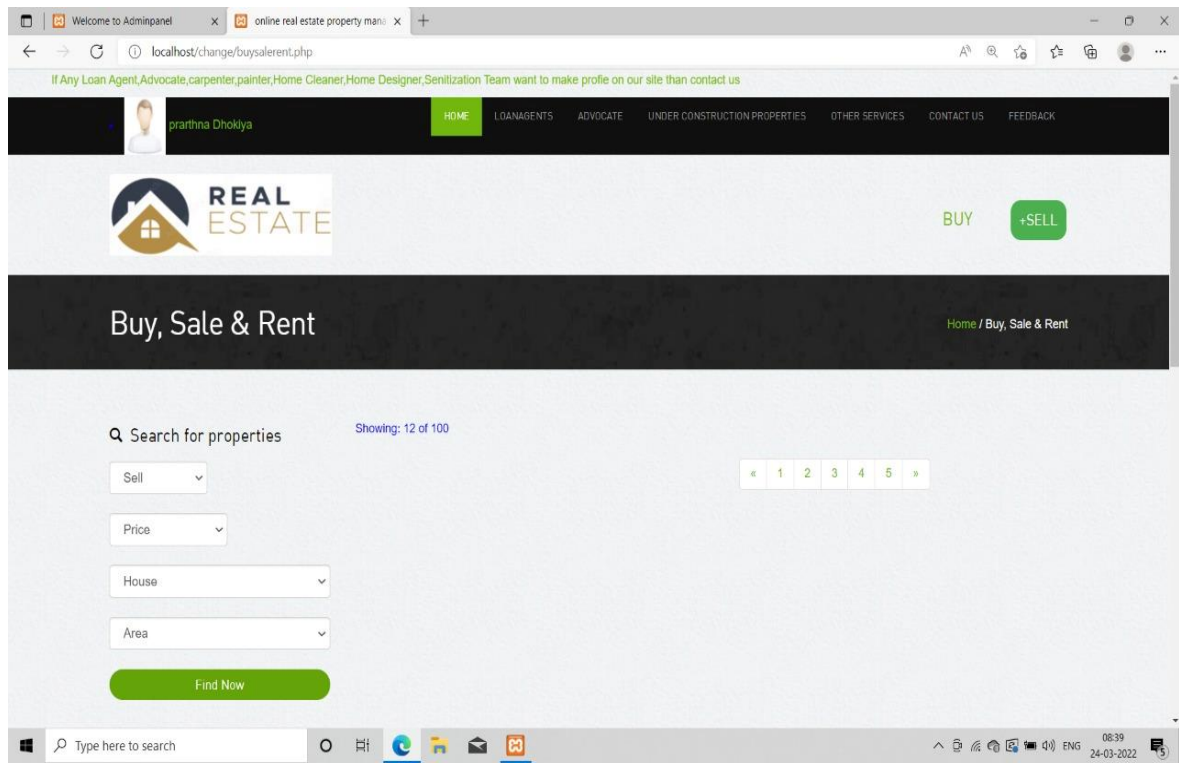 Welcome to Adminpanel
online real estate property mana
localhost/change/buysalerent.php
If Any Loan Agent,Advocate,carpenter,painter,Home Cleaner,Home Designer,Senitization Team want to make profie on our site than contact us
prarthna Dhokiya
HOME LOANAGENTS ADVOCATE UNDER CONSTRUCTION PROPERTIES OTHER SERVICES CONTACT US FEEDBACK
REAL
ESTATE
BUY +SELL
Buy, Sale & Rent
Home / Buy, Sale & Rent
Search for properties
Showing: 12 of 100
« 1 2 3 4 5 »
Sell
Price
House
Area
Find Now
Type here to search
ENG
08:39
24-03-2022
5